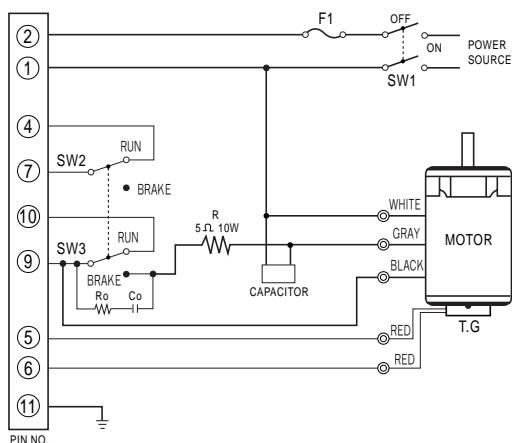 F1
OFF
2
ON
POWER
SOURCE
1
SW1
4
RUN
SW2
7
BRAKE
10
R
5Ω 10W
WHITE
RUN
SW3
GRAY
MOTOR
9
BRAKE
BLACK
CAPACITOR
Ro
Co
T.G
5
RED
6
RED
11
PIN NO.